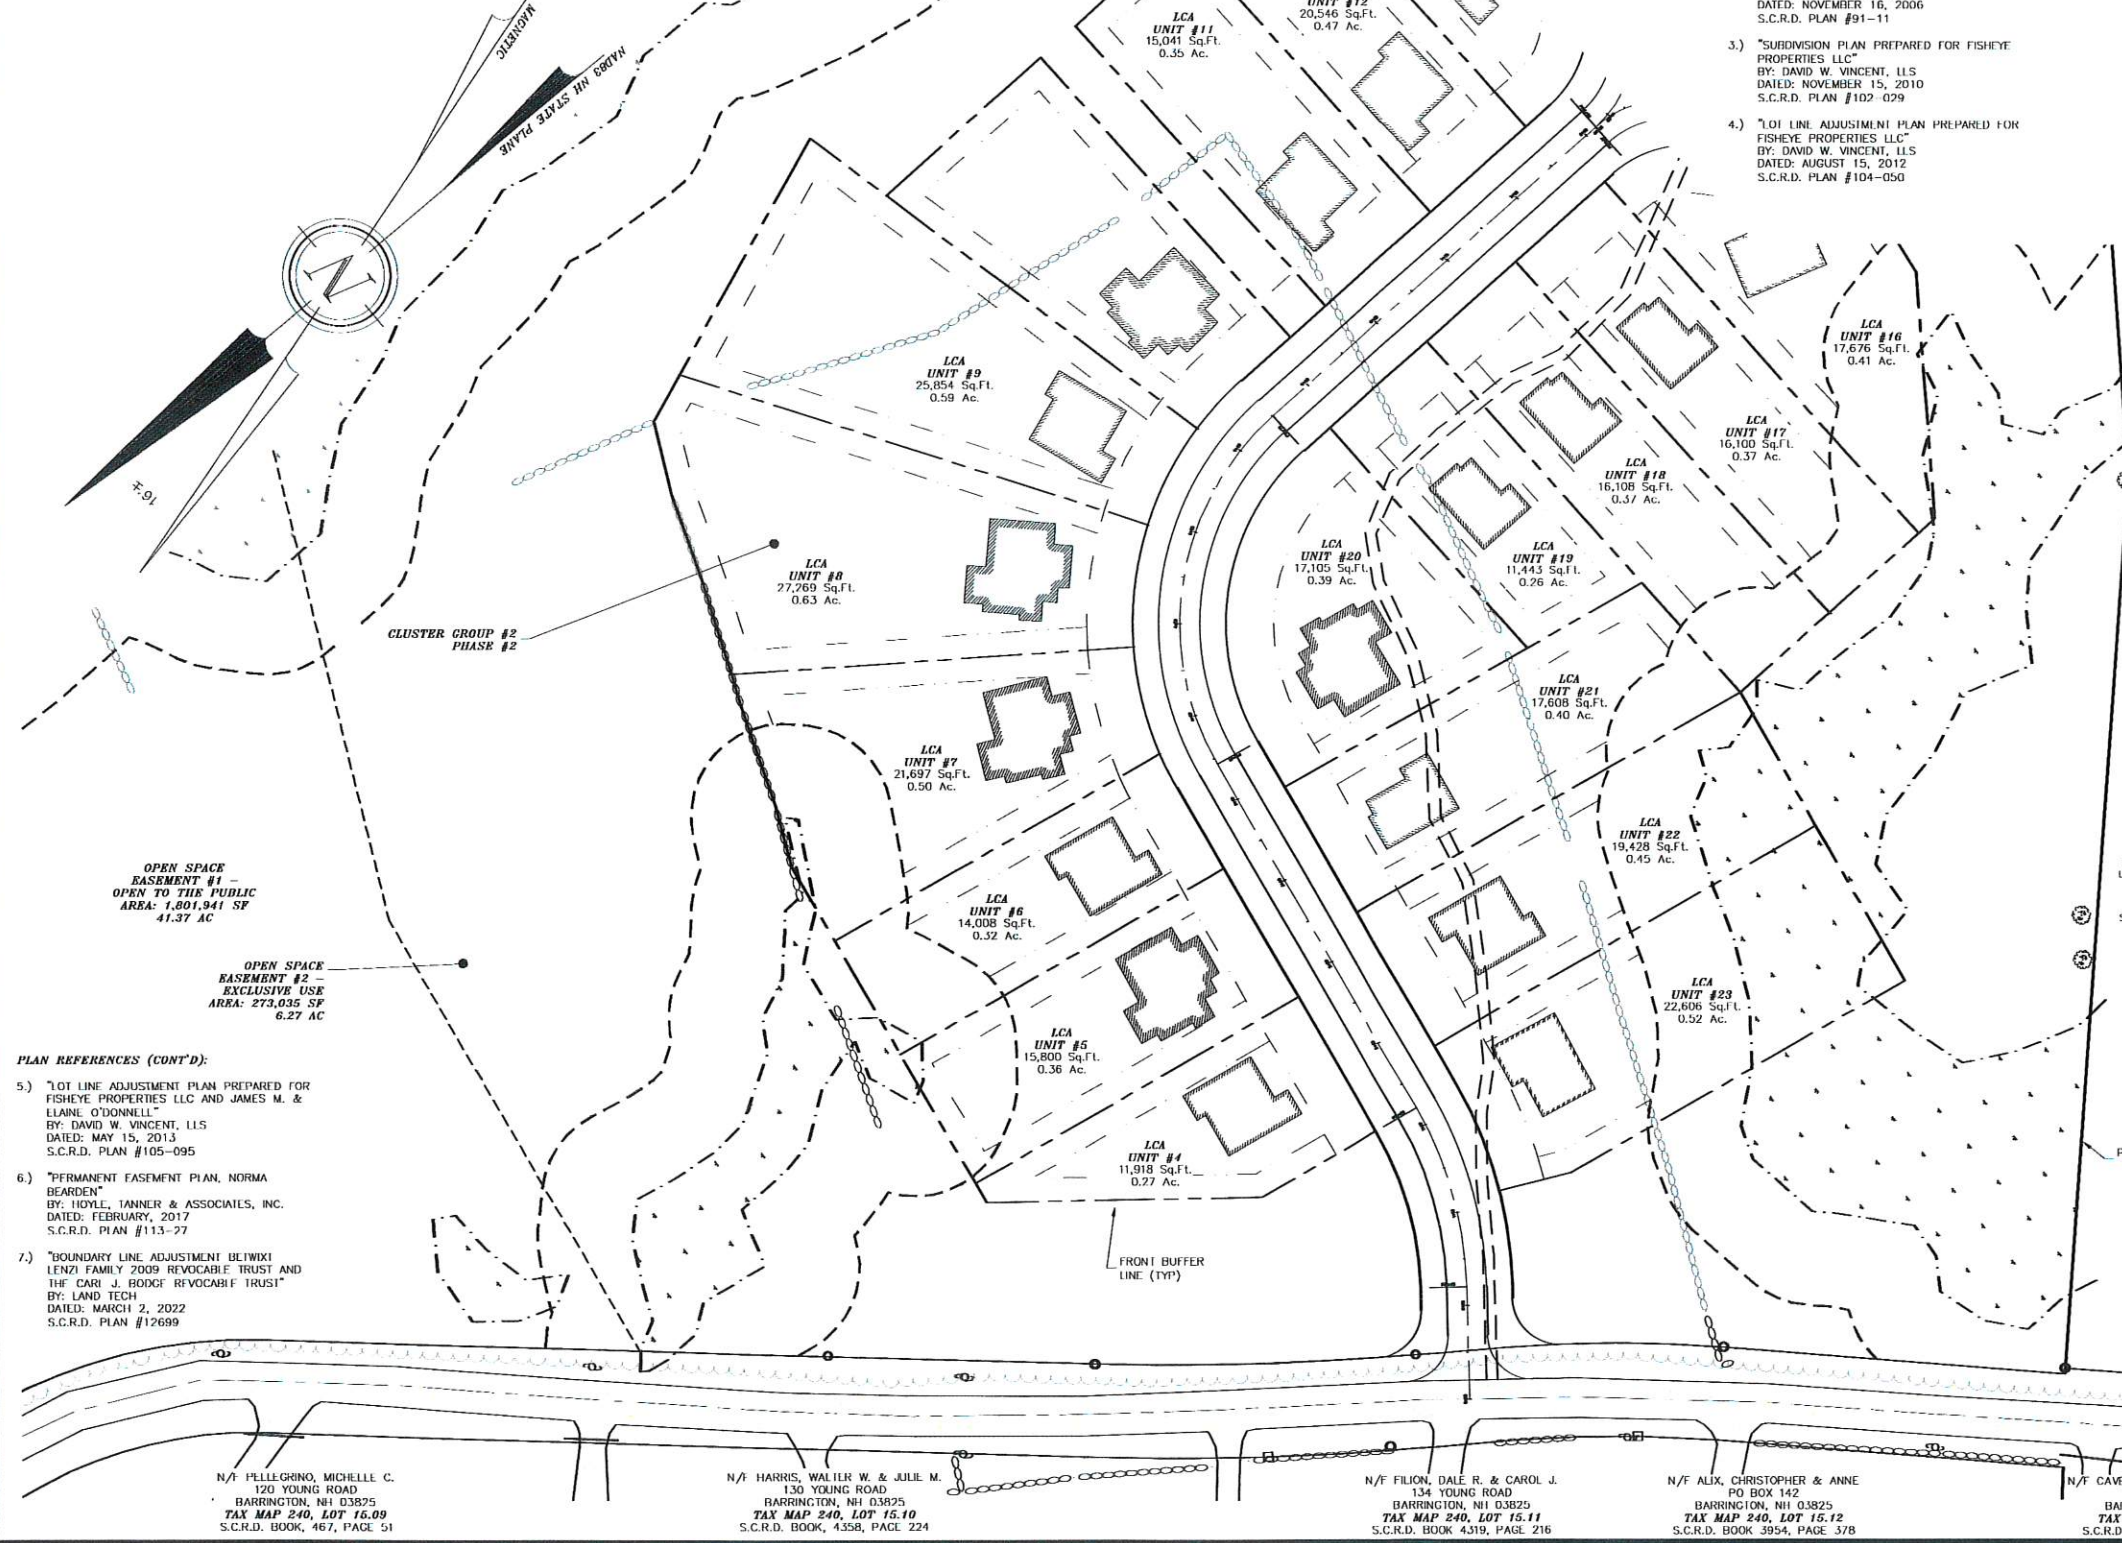 MAGNETIC
NAD83 NH STATE PLANE
N
16'±
DATED: NOVEMBER 16, 2006
S.C.R.D. PLAN #91-11
3.) "SUBDIVISION PLAN PREPARED FOR FISHEYE
PROPERTIES LLC"
BY: DAVID W. VINCENT, LLS
DATED: NOVEMBER 15, 2010
S.C.R.D. PLAN #102-029
4.) "LOT LINE ADJUSTMENT PLAN PREPARED FOR
FISHEYE PROPERTIES LLC"
BY: DAVID W. VINCENT, LLS
DATED: AUGUST 15, 2012
S.C.R.D. PLAN #104-050
LCA
UNIT #11
15,041 Sq.Ft.
0.35 Ac.
UNIT #12
20,546 Sq.Ft.
0.47 Ac.
LCA
UNIT #9
25,854 Sq.Ft.
0.59 Ac.
LCA
UNIT #16
17,676 Sq.Ft.
0.41 Ac.
LCA
UNIT #17
16,100 Sq.Ft.
0.37 Ac.
LCA
UNIT #18
16,108 Sq.Ft.
0.37 Ac.
LCA
UNIT #19
11,443 Sq.Ft.
0.26 Ac.
LCA
UNIT #20
17,105 Sq.Ft.
0.39 Ac.
LCA
UNIT #8
27,269 Sq.Ft.
0.63 Ac.
CLUSTER GROUP #2
PHASE #2
LCA
UNIT #21
17,608 Sq.Ft.
0.40 Ac.
LCA
UNIT #7
21,697 Sq.Ft.
0.50 Ac.
LCA
UNIT #22
19,428 Sq.Ft.
0.45 Ac.
LCA
UNIT #6
14,008 Sq.Ft.
0.32 Ac.
LCA
UNIT #23
22,606 Sq.Ft.
0.52 Ac.
LCA
UNIT #5
15,800 Sq.Ft.
0.36 Ac.
LCA
UNIT #4
11,918 Sq.Ft.
0.27 Ac.
FRONT BUFFER
LINE (TYP)
OPEN SPACE
EASEMENT #1 -
OPEN TO THE PUBLIC
AREA: 1,801,941 SF
41.37 AC
OPEN SPACE
EASEMENT #2 -
EXCLUSIVE USE
AREA: 273,035 SF
6.27 AC
PLAN REFERENCES (CONT'D):
5.) "LOT LINE ADJUSTMENT PLAN PREPARED FOR
FISHEYE PROPERTIES LLC AND JAMES M. &
ELAINE O'DONNELL"
BY: DAVID W. VINCENT, LLS
DATED: MAY 15, 2013
S.C.R.D. PLAN #105-095
6.) "PERMANENT EASEMENT PLAN, NORMA
BEARDEN"
BY: HOYLE, TANNER & ASSOCIATES, INC.
DATED: FEBRUARY, 2017
S.C.R.D. PLAN #113-27
7.) "BOUNDARY LINE ADJUSTMENT BETWIXT
LENZI FAMILY 2009 REVOCABLE TRUST AND
THE CARL J. BODGE REVOCABLE TRUST"
BY: LAND TECH
DATED: MARCH 2, 2022
S.C.R.D. PLAN #12699
N/F PELLEGRINO, MICHELLE C.
120 YOUNG ROAD
BARRINGTON, NH 03825
TAX MAP 240, LOT 15.09
S.C.R.D. BOOK, 467, PAGE 51
N/F HARRIS, WALTER W. & JULIE M.
130 YOUNG ROAD
BARRINGTON, NH 03825
TAX MAP 240, LOT 15.10
S.C.R.D. BOOK, 4358, PAGE 224
N/F FILION, DALE R. & CAROL J.
134 YOUNG ROAD
BARRINGTON, NH 03825
TAX MAP 240, LOT 15.11
S.C.R.D. BOOK 4319, PAGE 216
N/F ALIX, CHRISTOPHER & ANNE
PO BOX 142
BARRINGTON, NH 03825
TAX MAP 240, LOT 15.12
S.C.R.D. BOOK 3954, PAGE 378
N/F CAVE
BA
TAX
S.C.R.D